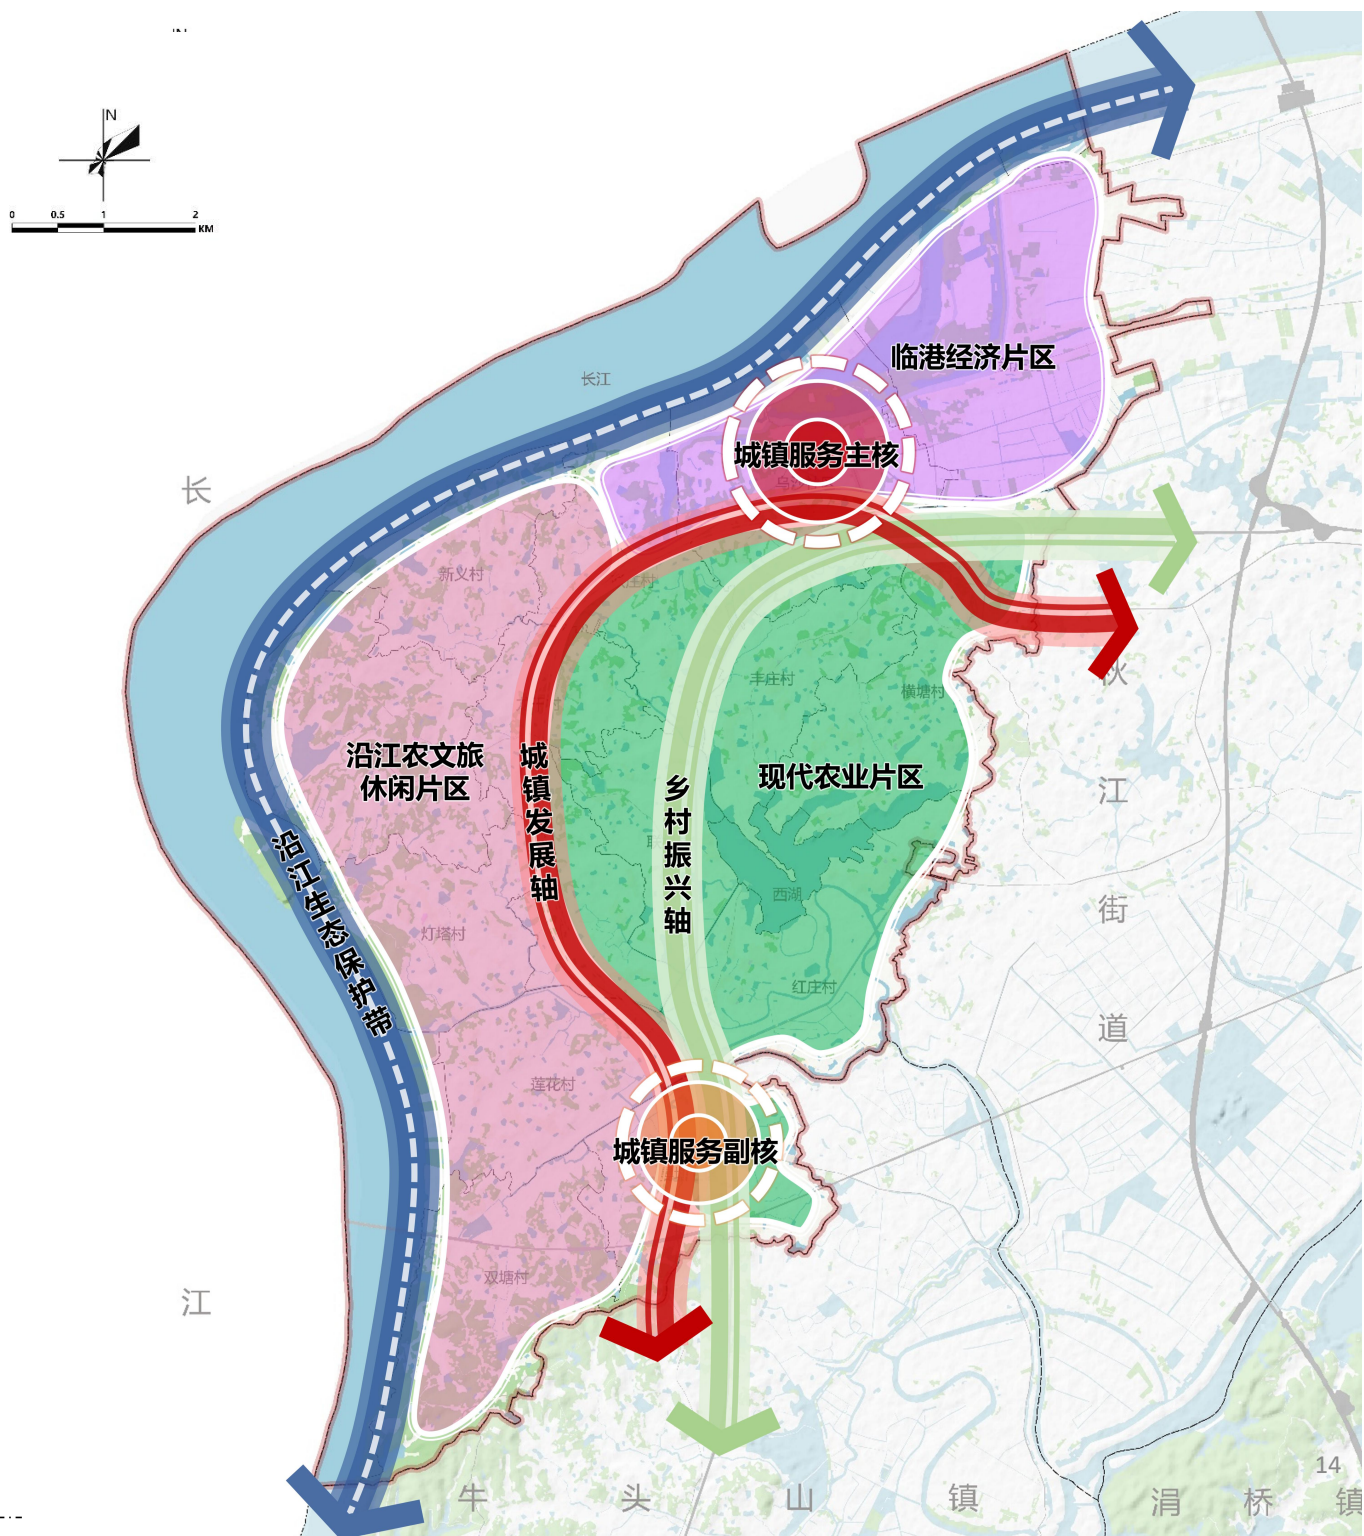 N
0 0.5 1 2
KM
长江
临港经济片区
城镇服务主核
长
新义村
丰庄村
横塘村
沿江农文旅
休闲片区
城镇发展轴
乡村振兴轴
现代农业片区
江
街
道
沿江生态保护带
西湖
灯塔村
红庄村
莲花村
城镇服务副核
双塘村
江
牛头山镇
涓桥镇
14